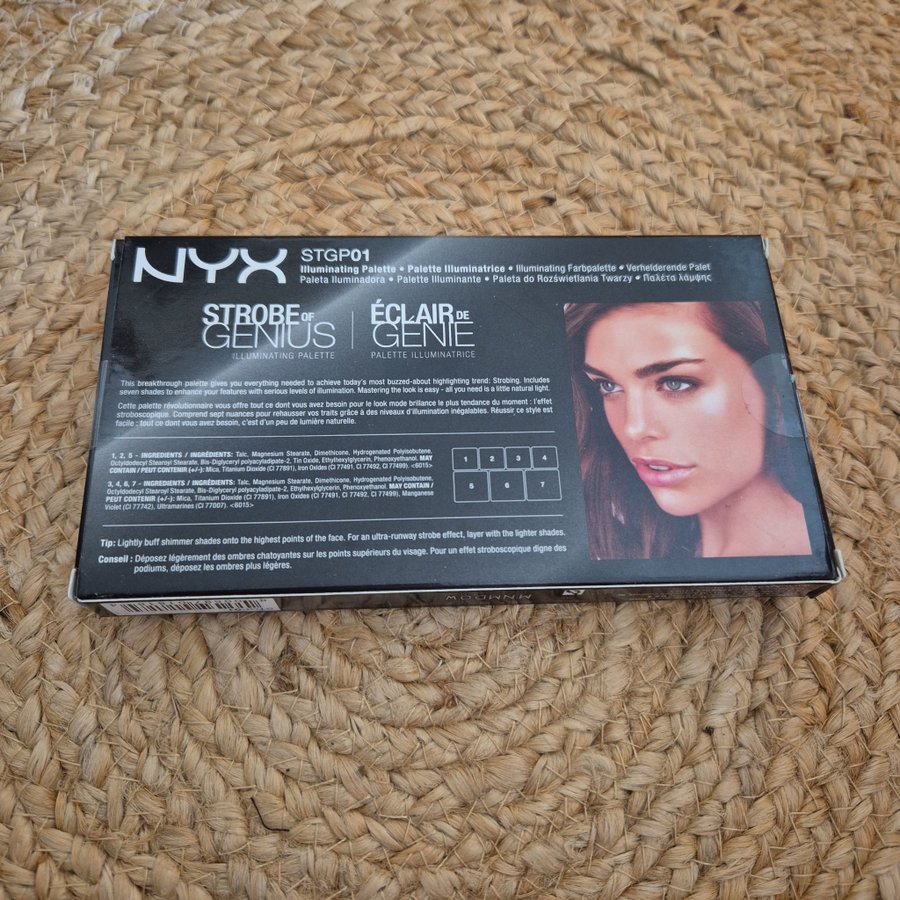 NYX
STGP01
Illuminating Palette • Palette Illuminatrice • Illuminating Farbpalette • Verhelderende Palet
Paleta Iluminadora • Palette Illuminante • Paleta do Rozświetlania Twarzy • Παλέτα λάμψης
STROBE OF
GENIUS
ILLUMINATING PALETTE
ÉCLAIR DE
GÉNIE
PALETTE ILLUMINATRICE
This breakthrough palette gives you everything needed to achieve today's most buzzed-about highlighting trend: Strobing. Includes
seven shades to enhance your features with serious levels of illumination. Mastering the look is easy - all you need is a little natural light.
Cette palette révolutionnaire vous offre tout ce dont vous avez besoin pour le look mode brillance le plus tendance du moment : l'effet
stroboscopique. Comprend sept nuances pour rehausser vos traits grâce à des niveaux d'illumination inégalables. Réussir ce style est
facile : tout ce dont vous avez besoin, c'est d'un peu de lumière naturelle.
1, 2, 5 - INGREDIENTS / INGRÉDIENTS: Talc, Magnesium Stearate, Dimethicone, Hydrogenated Polyisobutene,
Octyldodecyl Stearoyl Stearate, Bis-Diglyceryl polyacyladipate-2, Tin Oxide, Ethylhexylglycerin, Phenoxyethanol. MAY
CONTAIN / PEUT CONTENIR (+/-): Mica, Titanium Dioxide (CI 77891), Iron Oxides (CI 77491, CI 77492, CI 77499). <6015>
3, 4, 6, 7 - INGREDIENTS / INGRÉDIENTS: Talc, Magnesium Stearate, Dimethicone, Hydrogenated Polyisobutene,
Octyldodecyl Stearoyl Stearate, Bis-Diglyceryl polyacyladipate-2, Ethylhexylglycerin, Phenoxyethanol. MAY CONTAIN /
PEUT CONTENIR (+/-): Mica, Titanium Dioxide (CI 77891), Iron Oxides (CI 77491, CI 77492, CI 77499), Manganese
Violet (CI 77742), Ultramarines (CI 77007). <6015>
1 2 3 4
5 6 7
Tip: Lightly buff shimmer shades onto the highest points of the face. For an ultra-runway strobe effect, layer with the lighter shades.
Conseil : Déposez légèrement des ombres chatoyantes sur les points supérieurs du visage. Pour un effet stroboscopique digne des
podiums, déposez les ombres plus légères.